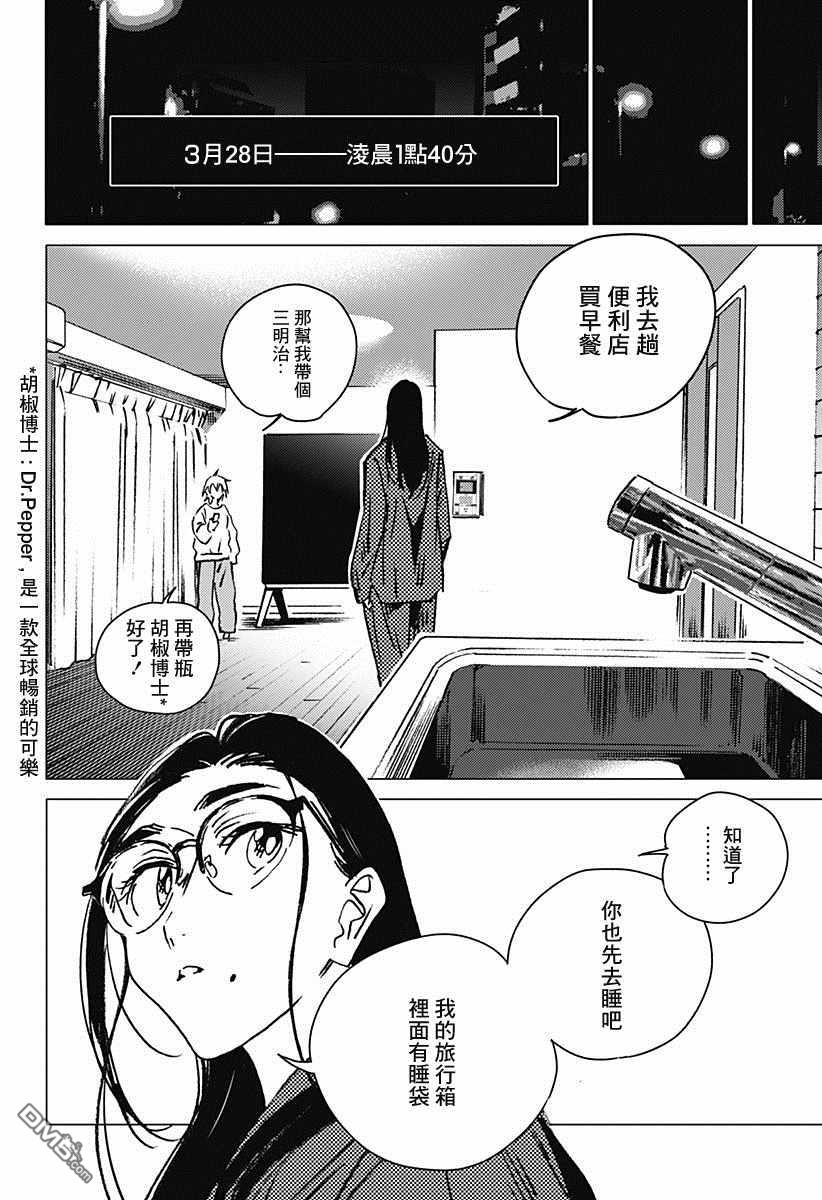 3月28日———淩晨1點40分
我去趟
便利店
買早餐
那幫我帶個
三明治…
再帶瓶
胡椒博士*
好了！
*胡椒博士：Dr.Pepper，是一款全球暢銷的可樂
知道了
………
你也先去睡吧
我的旅行箱
裡面有睡袋
DM5.com